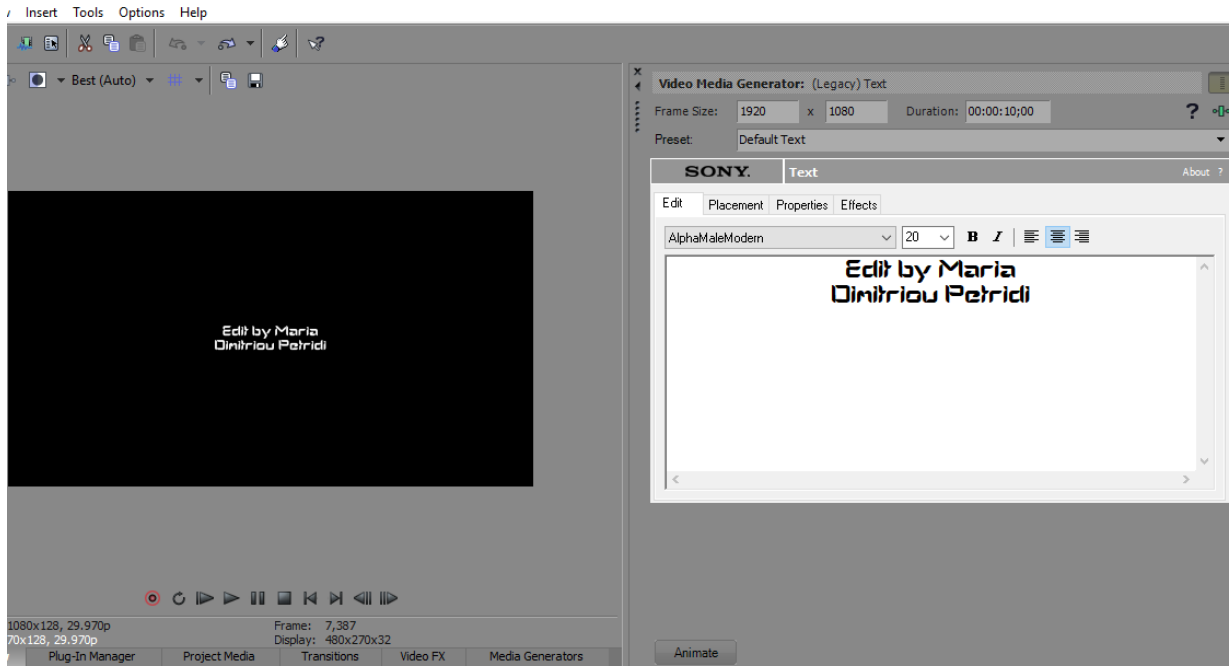 Insert Tools Options Help
Best (Auto)
Video Media Generator: (Legacy) Text
Frame Size: 1920 x 1080 Duration: 00:00:10;00 ?
Preset: Default Text
SONY. Text About ?
Edit Placement Properties Effects
AlphaMaleModern 20 B I
Edit by Maria
Dimitriou Petridi
Edit by Maria
Dimitriou Petridi
1080x128, 29.970p Frame: 7,387
70x128, 29.970p Display: 480x270x32
Plug-In Manager Project Media Transitions Video FX Media Generators
Animate